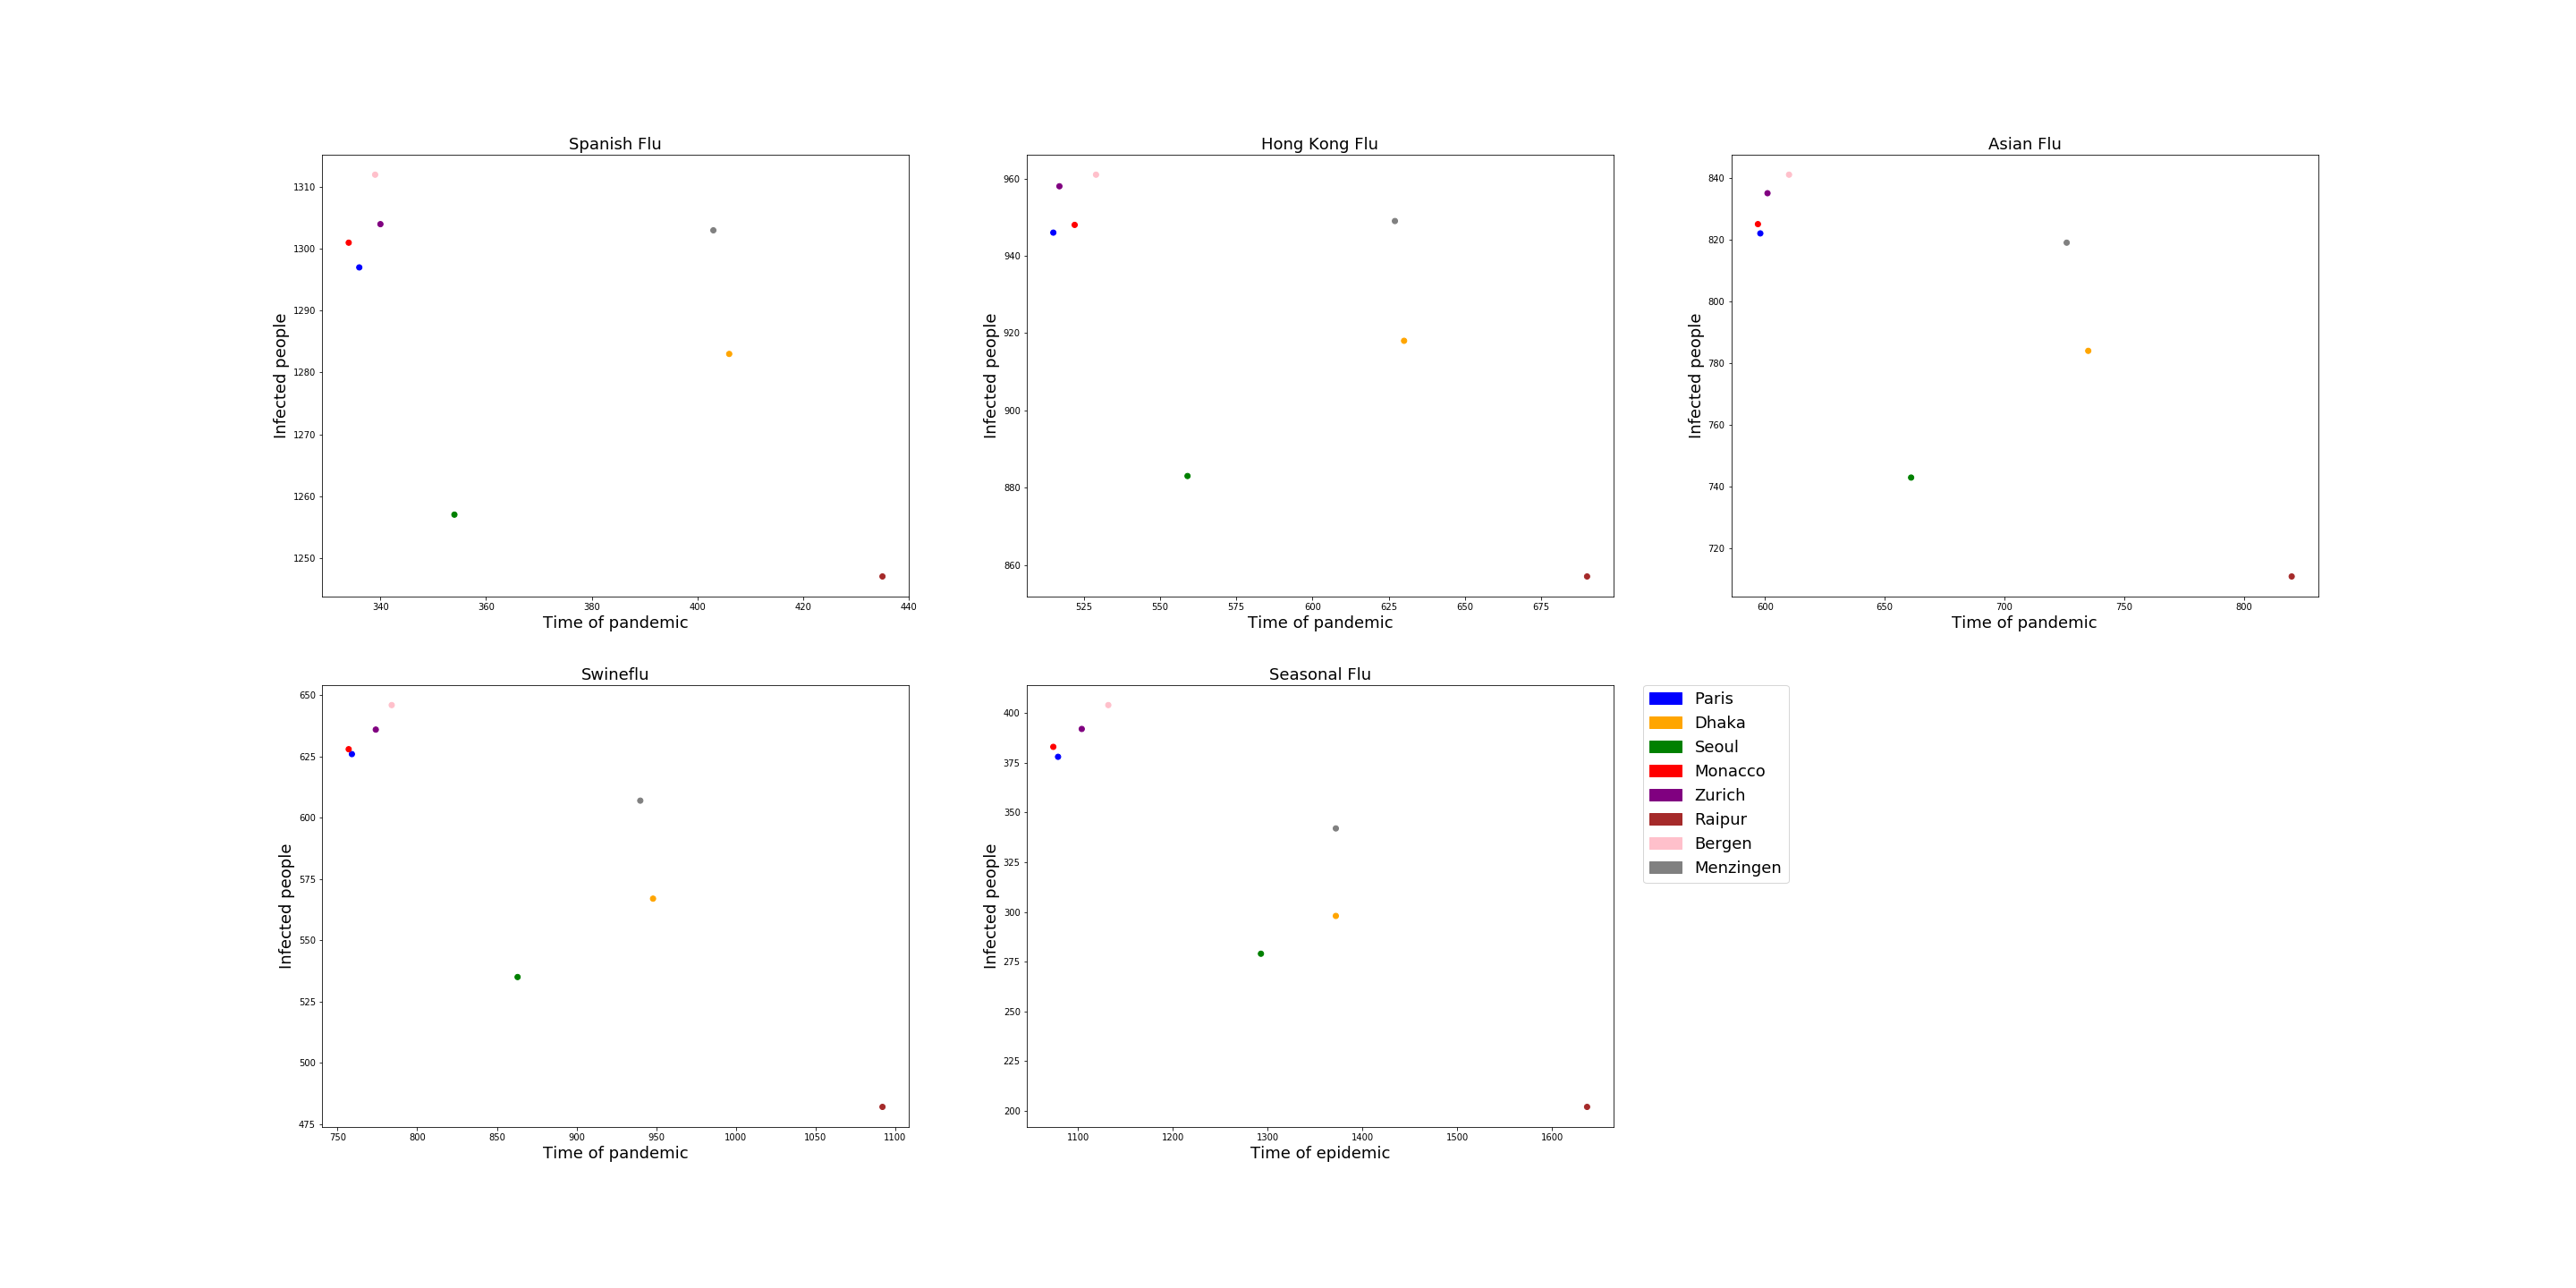 Spanish Flu
1310
1300
1290
1280
1270
1260
1250
Infected people
340 360 380 400 420 440
Time of pandemic
Hong Kong Flu
960
940
920
900
880
860
Infected people
525 550 575 600 625 650 675
Time of pandemic
Asian Flu
840
820
800
780
760
740
720
Infected people
600 650 700 750 800
Time of pandemic
Swineflu
650
625
600
575
550
525
500
475
Infected people
750 800 850 900 950 1000 1050 1100
Time of pandemic
Seasonal Flu
400
375
350
325
300
275
250
225
200
Infected people
1100 1200 1300 1400 1500 1600
Time of epidemic
Paris
Dhaka
Seoul
Monacco
Zurich
Raipur
Bergen
Menzingen